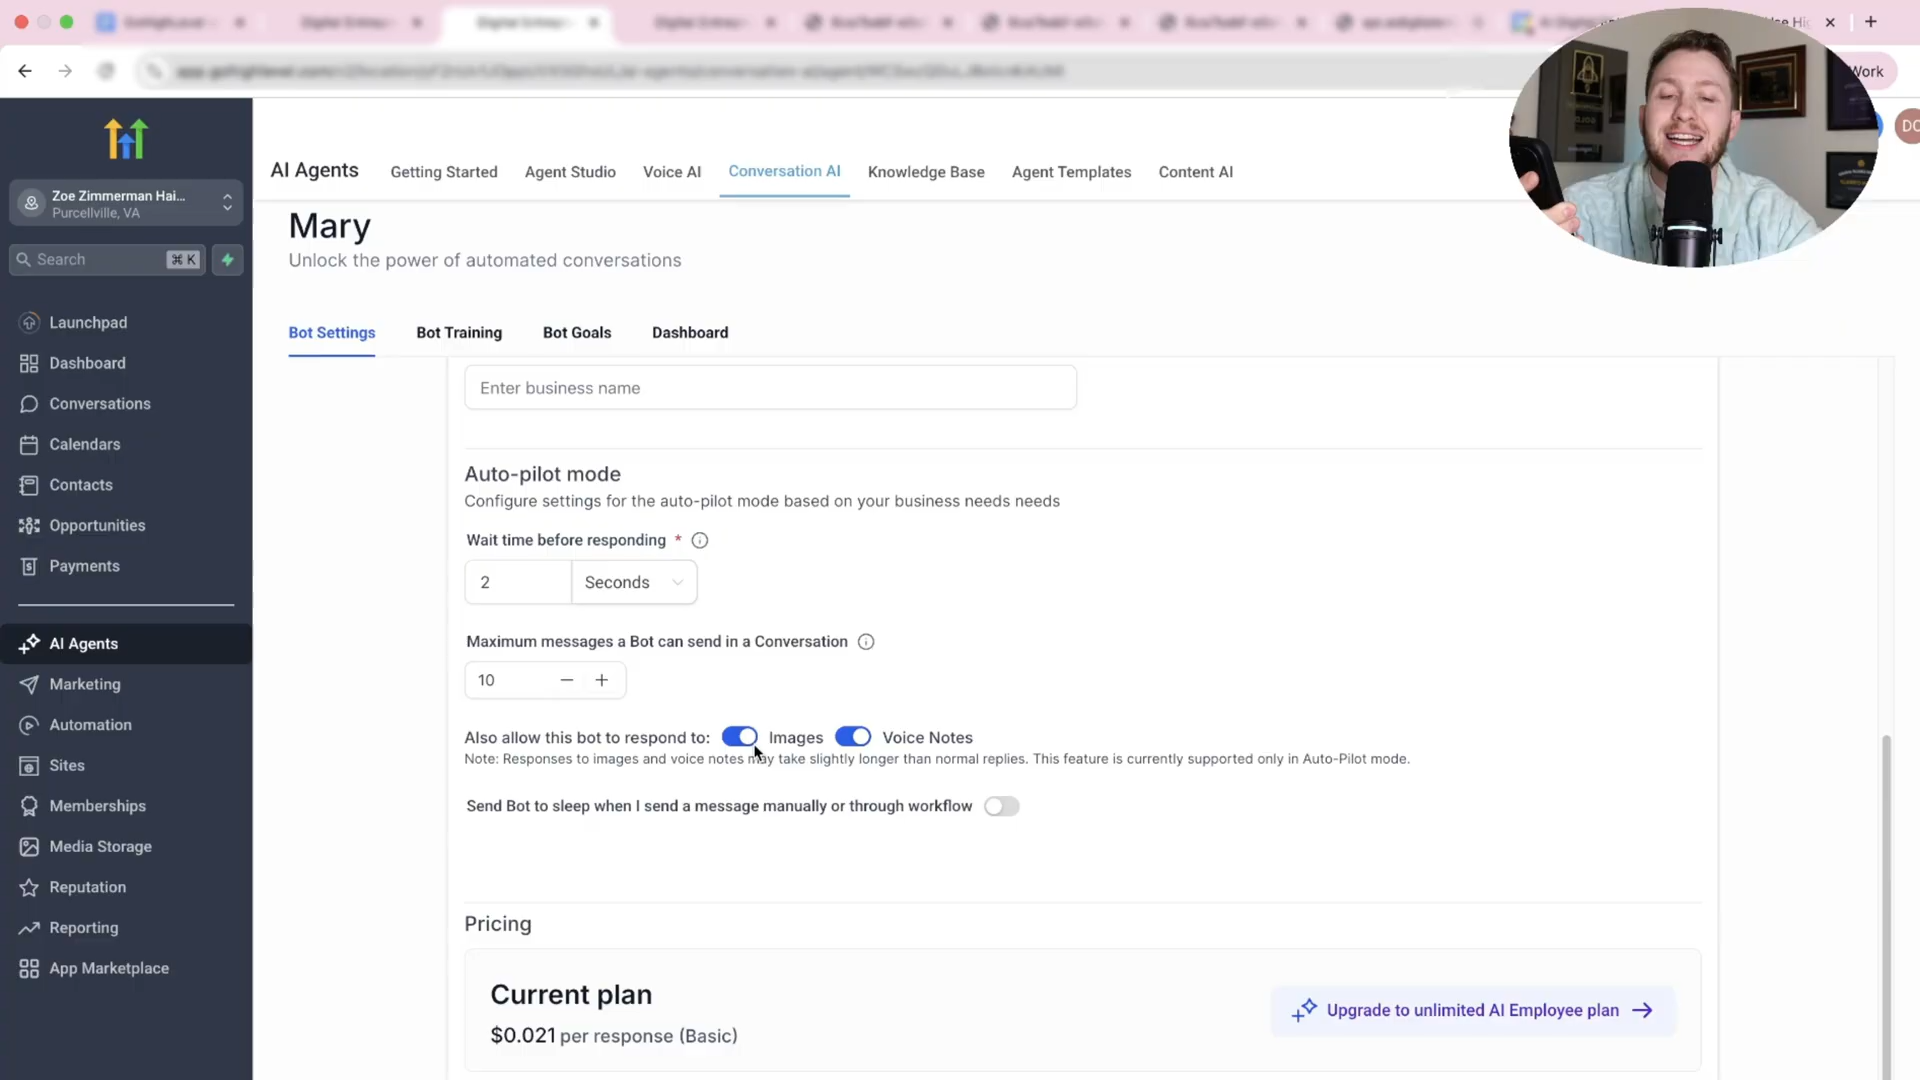 Work
DC
AI Agents
Getting Started
Agent Studio
Voice AI
Conversation AI
Knowledge Base
Agent Templates
Content AI
Zoe Zimmerman Hai...
Purcellville, VA
Search
⌘ K
Launchpad
Dashboard
Conversations
Calendars
Contacts
Opportunities
Payments
AI Agents
Marketing
Automation
Sites
Memberships
Media Storage
Reputation
Reporting
App Marketplace
Mary
Unlock the power of automated conversations
Bot Settings
Bot Training
Bot Goals
Dashboard
Enter business name
Auto-pilot mode
Configure settings for the auto-pilot mode based on your business needs needs
Wait time before responding *
2
Seconds
Maximum messages a Bot can send in a Conversation
10 − +
Also allow this bot to respond to: Images Voice Notes
Note: Responses to images and voice notes may take slightly longer than normal replies. This feature is currently supported only in Auto-Pilot mode.
Send Bot to sleep when I send a message manually or through workflow
Pricing
Current plan
$0.021 per response (Basic)
Upgrade to unlimited AI Employee plan